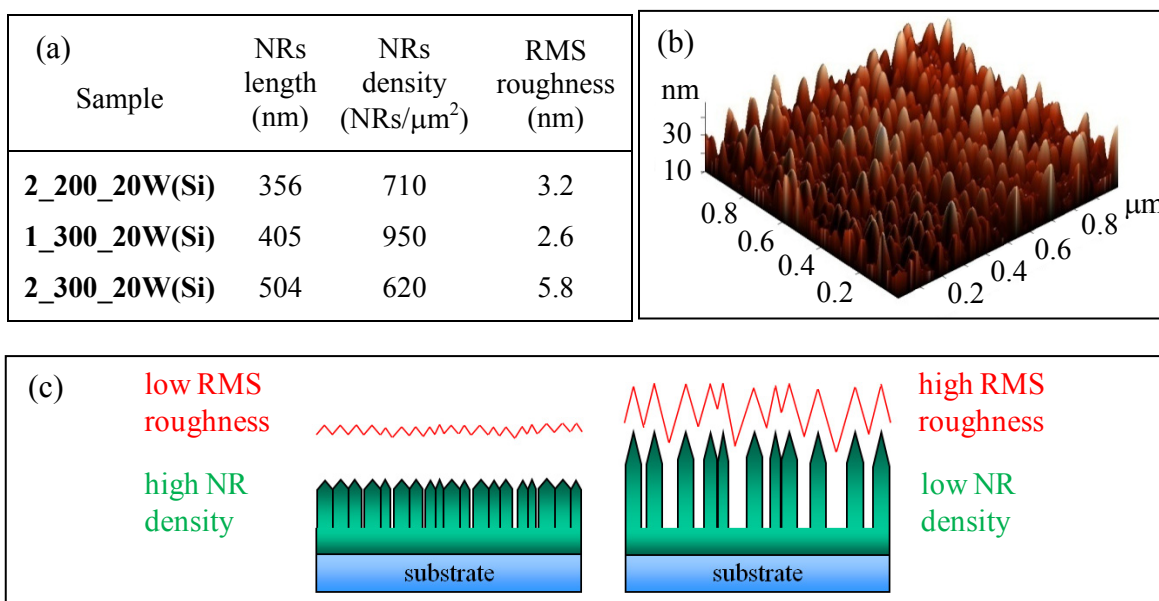 (a)
Sample
NRs
length
(nm)
NRs
density
(NRs/μm²)
RMS
roughness
(nm)
2_200_20W(Si) 356 710 3.2
1_300_20W(Si) 405 950 2.6
2_300_20W(Si) 504 620 5.8
(b)
nm
30
10
0.8
0.6
0.4
0.2
0.2
0.4
0.6
0.8
μm
(c)
low RMS
roughness
high NR
density
substrate
high RMS
roughness
low NR
density
substrate